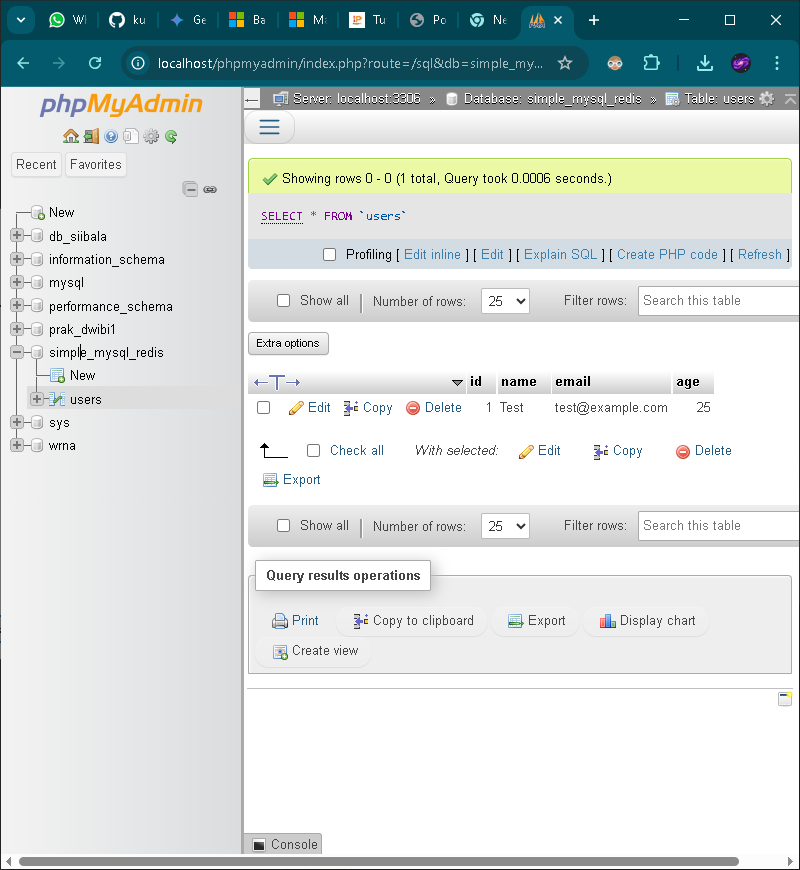 Wh
ku
Ge
Ba
Ma
Tu
Po
Ne
localhost/phpmyadmin/index.php?route=/sql&db=simple_my...
phpMyAdmin
Recent Favorites
New
db_siibala
information_schema
mysql
performance_schema
prak_dwibi1
simple_mysql_redis
New
users
sys
wrna
Server: localhost:3306 » Database: simple_mysql_redis » Table: users
Showing rows 0 - 0 (1 total, Query took 0.0006 seconds.)
SELECT * FROM `users`
Profiling [ Edit inline ] [ Edit ] [ Explain SQL ] [ Create PHP code ] [ Refresh ]
Show all | Number of rows: 25 Filter rows: Search this table
Extra options
←T→ id name email age
Edit Copy Delete 1 Test test@example.com 25
Check all With selected: Edit Copy Delete
Export
Show all | Number of rows: 25 Filter rows: Search this table
Query results operations
Print Copy to clipboard Export Display chart
Create view
Console